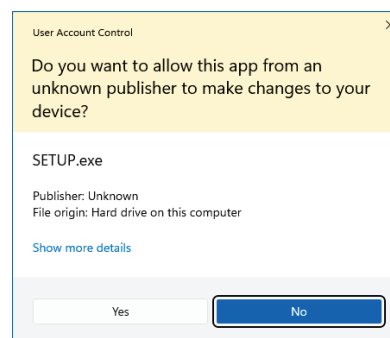 User Account Control
Do you want to allow this app from an
unknown publisher to make changes to your
device?
SETUP.exe
Publisher: Unknown
File origin: Hard drive on this computer
Show more details
Yes
No